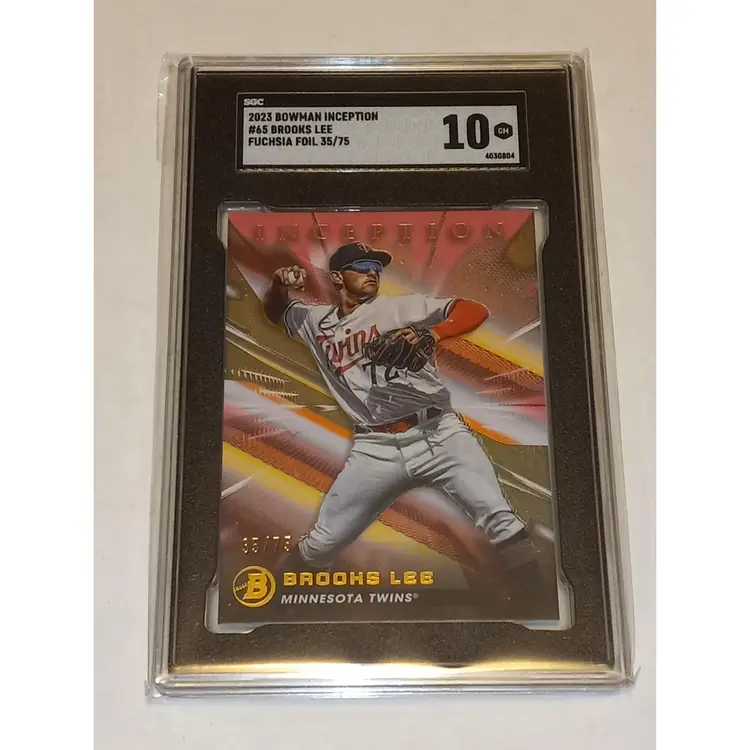 SGC
2023 BOWMAN INCEPTION
#65 BROOKS LEE
FUCHSIA FOIL 35/75
10 GM
4030804
INCEPTION
Twins
72
35/75
B
BROOKS LEE
MINNESOTA TWINS®